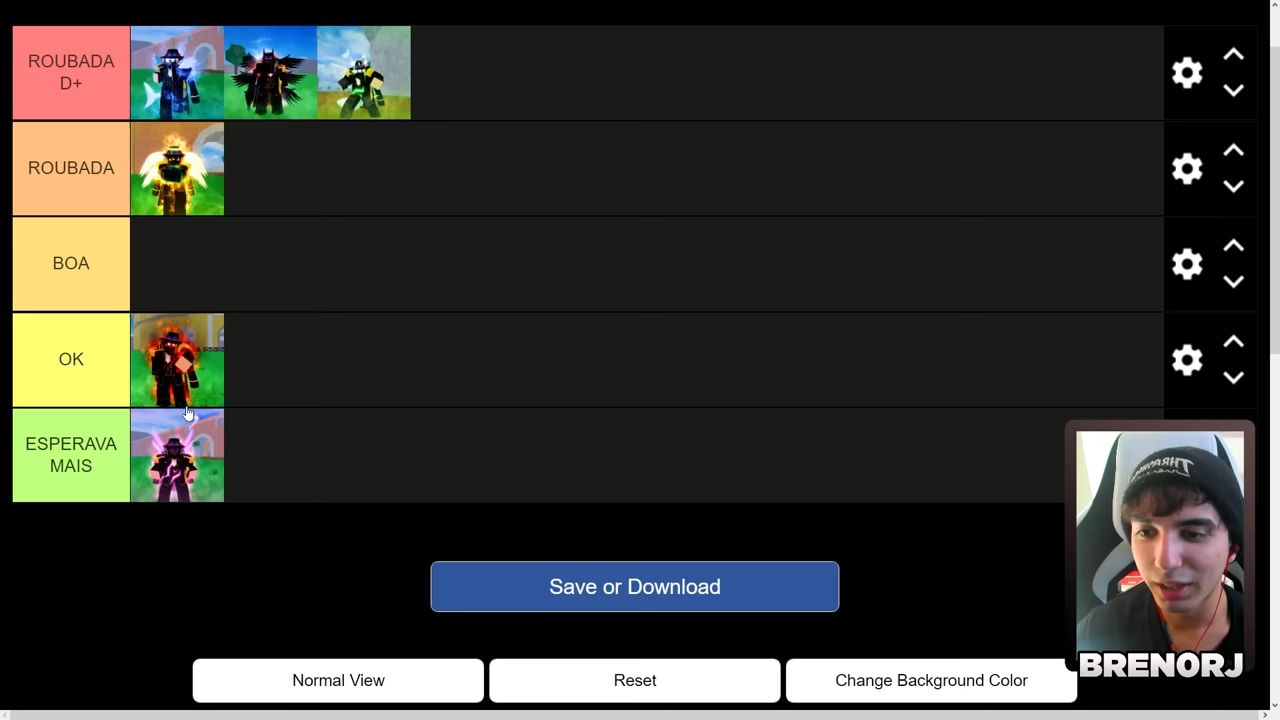 ROUBADA
D+
ROUBADA
BOA
OK
ESPERAVA
MAIS
Save or Download
Normal View
Reset
Change Background Color
BRENORJ